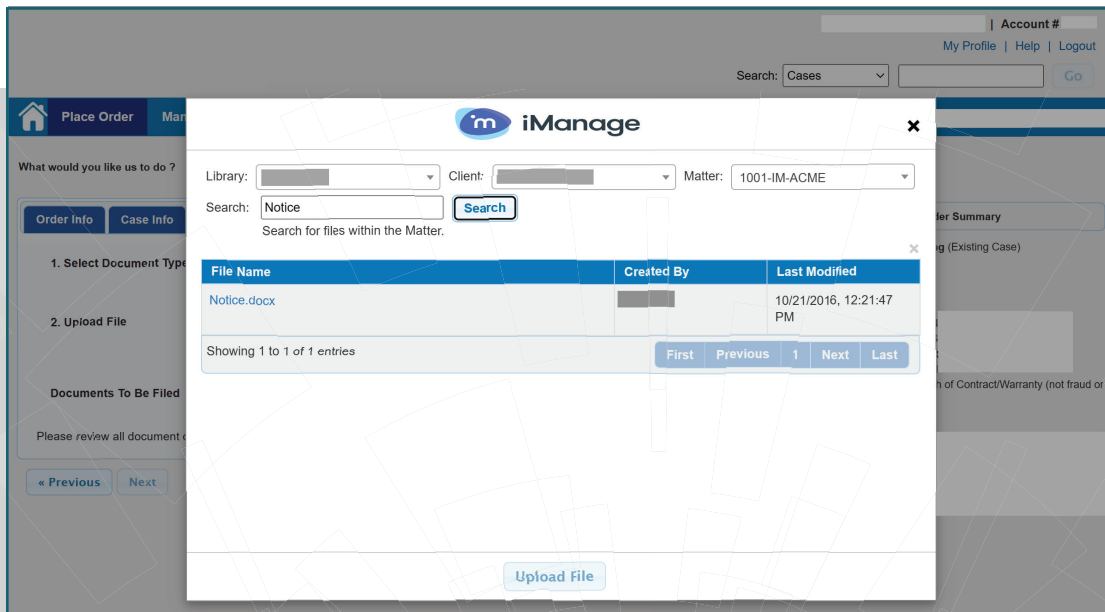 | Account #
My Profile | Help | Logout
Search: Cases Go
Place Order
What would you like us to do ?
Order Info Case Info
1. Select Document Type
2. Upload File
Documents To Be Filed
Please review all document
« Previous Next
im iManage
×
Library: Client: Matter: 1001-IM-ACME
Search: Notice Search
Search for files within the Matter.
×
File Name Created By Last Modified
Notice.docx 10/21/2016, 12:21:47
PM
Showing 1 to 1 of 1 entries
First Previous 1 Next Last
Upload File
Summary
(Existing Case)
of Contract/Warranty (not fraud or